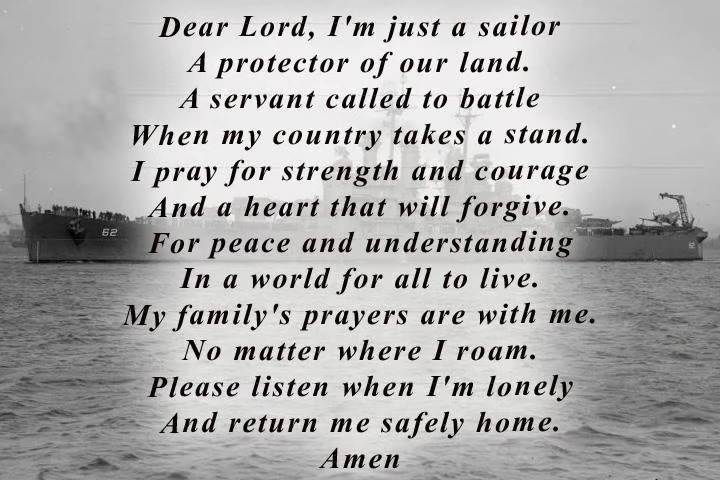 Dear Lord, I'm just a sailor
A protector of our land.
A servant called to battle
When my country takes a stand.
I pray for strength and courage
And a heart that will forgive.
For peace and understanding
In a world for all to live.
My family's prayers are with me.
No matter where I roam.
Please listen when I'm lonely
And return me safely home.
Amen
62
62